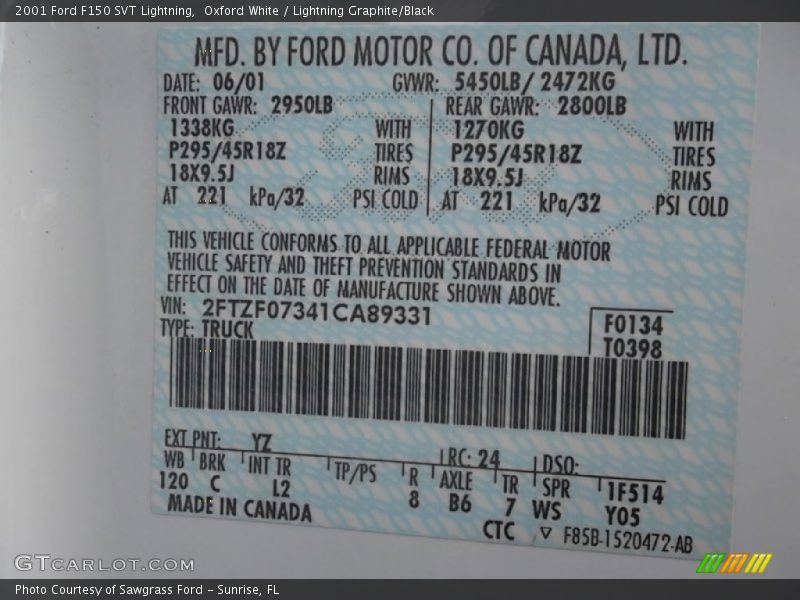 2001 Ford F150 SVT Lightning,  Oxford White / Lightning Graphite/Black
MFD. BY FORD MOTOR CO. OF CANADA, LTD.
DATE: 06/01 GVWR: 5450LB/ 2472KG
FRONT GAWR: 2950LB REAR GAWR: 2800LB
1338KG WITH 1270KG WITH
P295/45R18Z TIRES P295/45R18Z TIRES
18X9.5J RIMS 18X9.5J RIMS
AT 221 kPa/32 PSI COLD AT 221 kPa/32 PSI COLD
THIS VEHICLE CONFORMS TO ALL APPLICABLE FEDERAL MOTOR
VEHICLE SAFETY AND THEFT PREVENTION STANDARDS IN
EFFECT ON THE DATE OF MANUFACTURE SHOWN ABOVE.
VIN: 2FTZF07341CA89331
TYPE: TRUCK
F0134
T0398
EXT PNT: YZ RC: 24 DSO:
WB BRK INT TR TP/PS R AXLE TR SPR 1F514
120 C L2 8 B6 7 WS Y05
MADE IN CANADA
CTC ▽ F85B-1520472-AB
GTCARLOT.COM
Photo Courtesy of Sawgrass Ford - Sunrise, FL